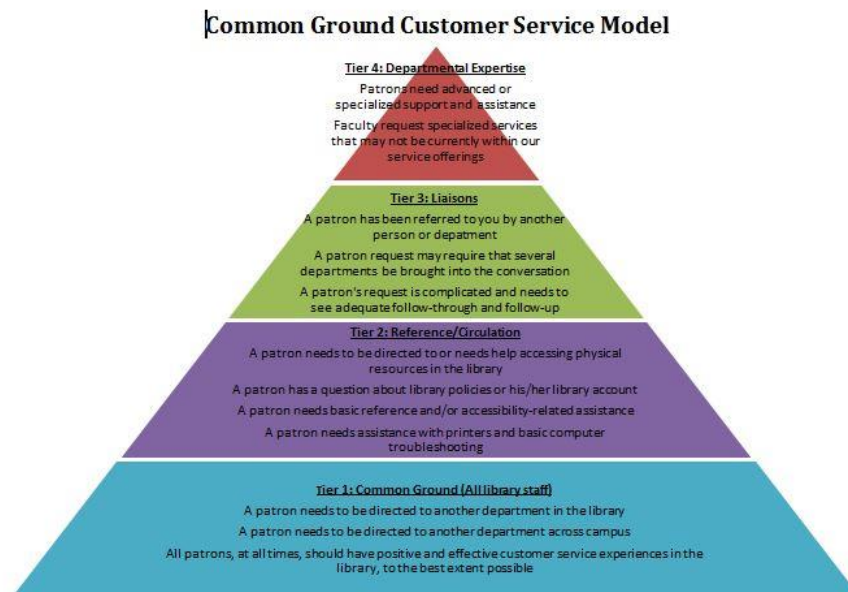 Common Ground Customer Service Model
Tier 4: Departmental Expertise
Patrons need advanced or
specialized support and assistance
Faculty request specialized services
that may not be currently within our
service offerings
Tier 3: Liaisons
A patron has been referred to you by another
person or depatment
A patron request may require that several
departments be brought into the conversation
A patron's request is complicated and needs to
see adequate follow-through and follow-up
Tier 2: Reference/Circulation
A patron needs to be directed to or needs help accessing physical
resources in the library
A patron has a question about library policies or his/her library account
A patron needs basic reference and/or accessibility-related assistance
A patron needs assistance with printers and basic computer
troubleshooting
Tier 1: Common Ground (All library staff)
A patron needs to be directed to another department in the library
A patron needs to be directed to another department across campus
All patrons, at all times, should have positive and effective customer service experiences in the
library, to the best extent possible